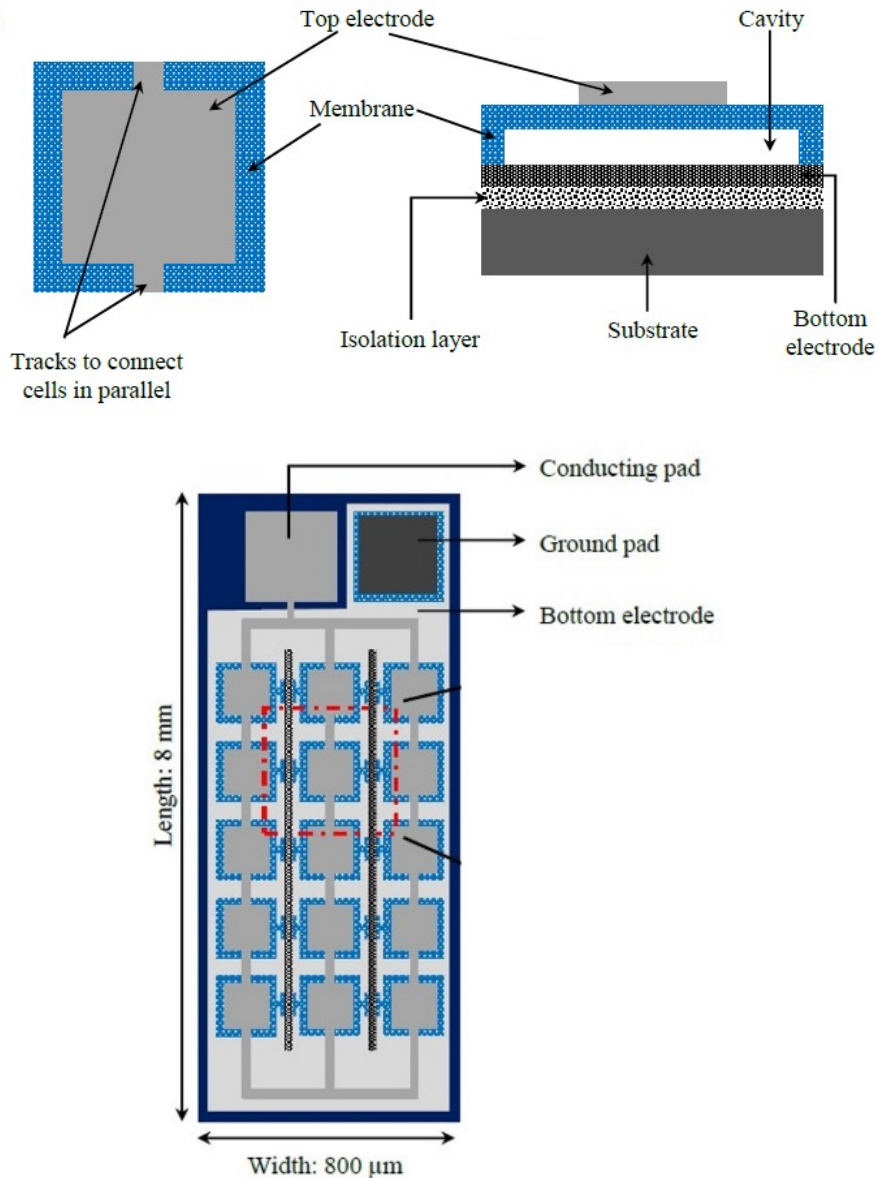 Top electrode
Cavity
Membrane
Isolation layer
Substrate
Bottom
electrode
Tracks to connect
cells in parallel
Conducting pad
Ground pad
Bottom electrode
Length: 8 mm
Width: 800 µm